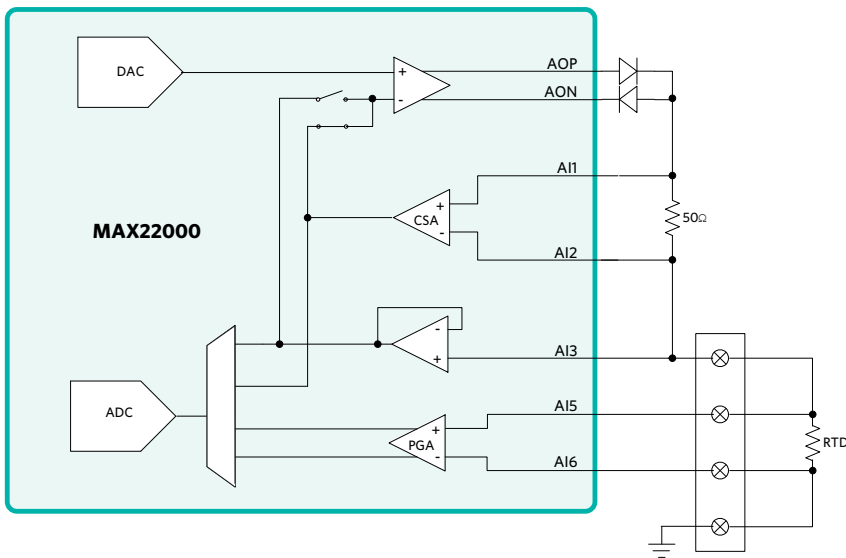 DAC
+
-
AOP
AON
AI1
+
CSA
-
50Ω
MAX22000
AI2
-
+
AI3
ADC
AI5
+
PGA
-
RTD
AI6